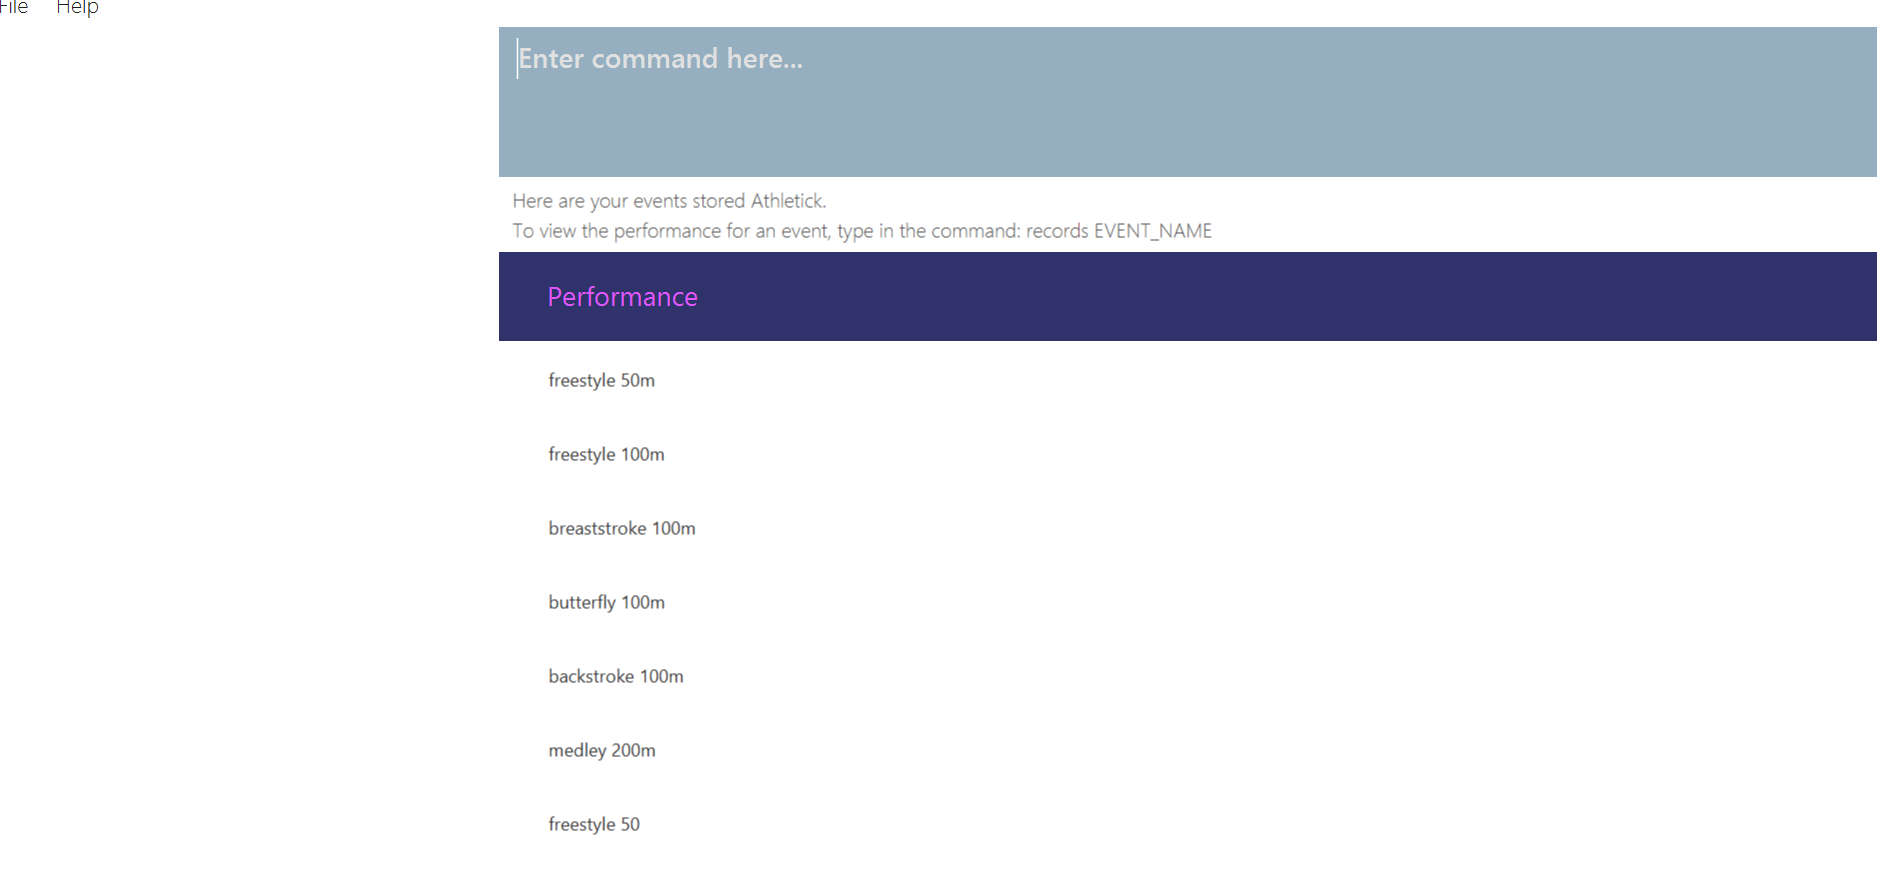 File Help
Enter command here...
Here are your events stored Athletick.
To view the performance for an event, type in the command: records EVENT_NAME
Performance
freestyle 50m
freestyle 100m
breaststroke 100m
butterfly 100m
backstroke 100m
medley 200m
freestyle 50